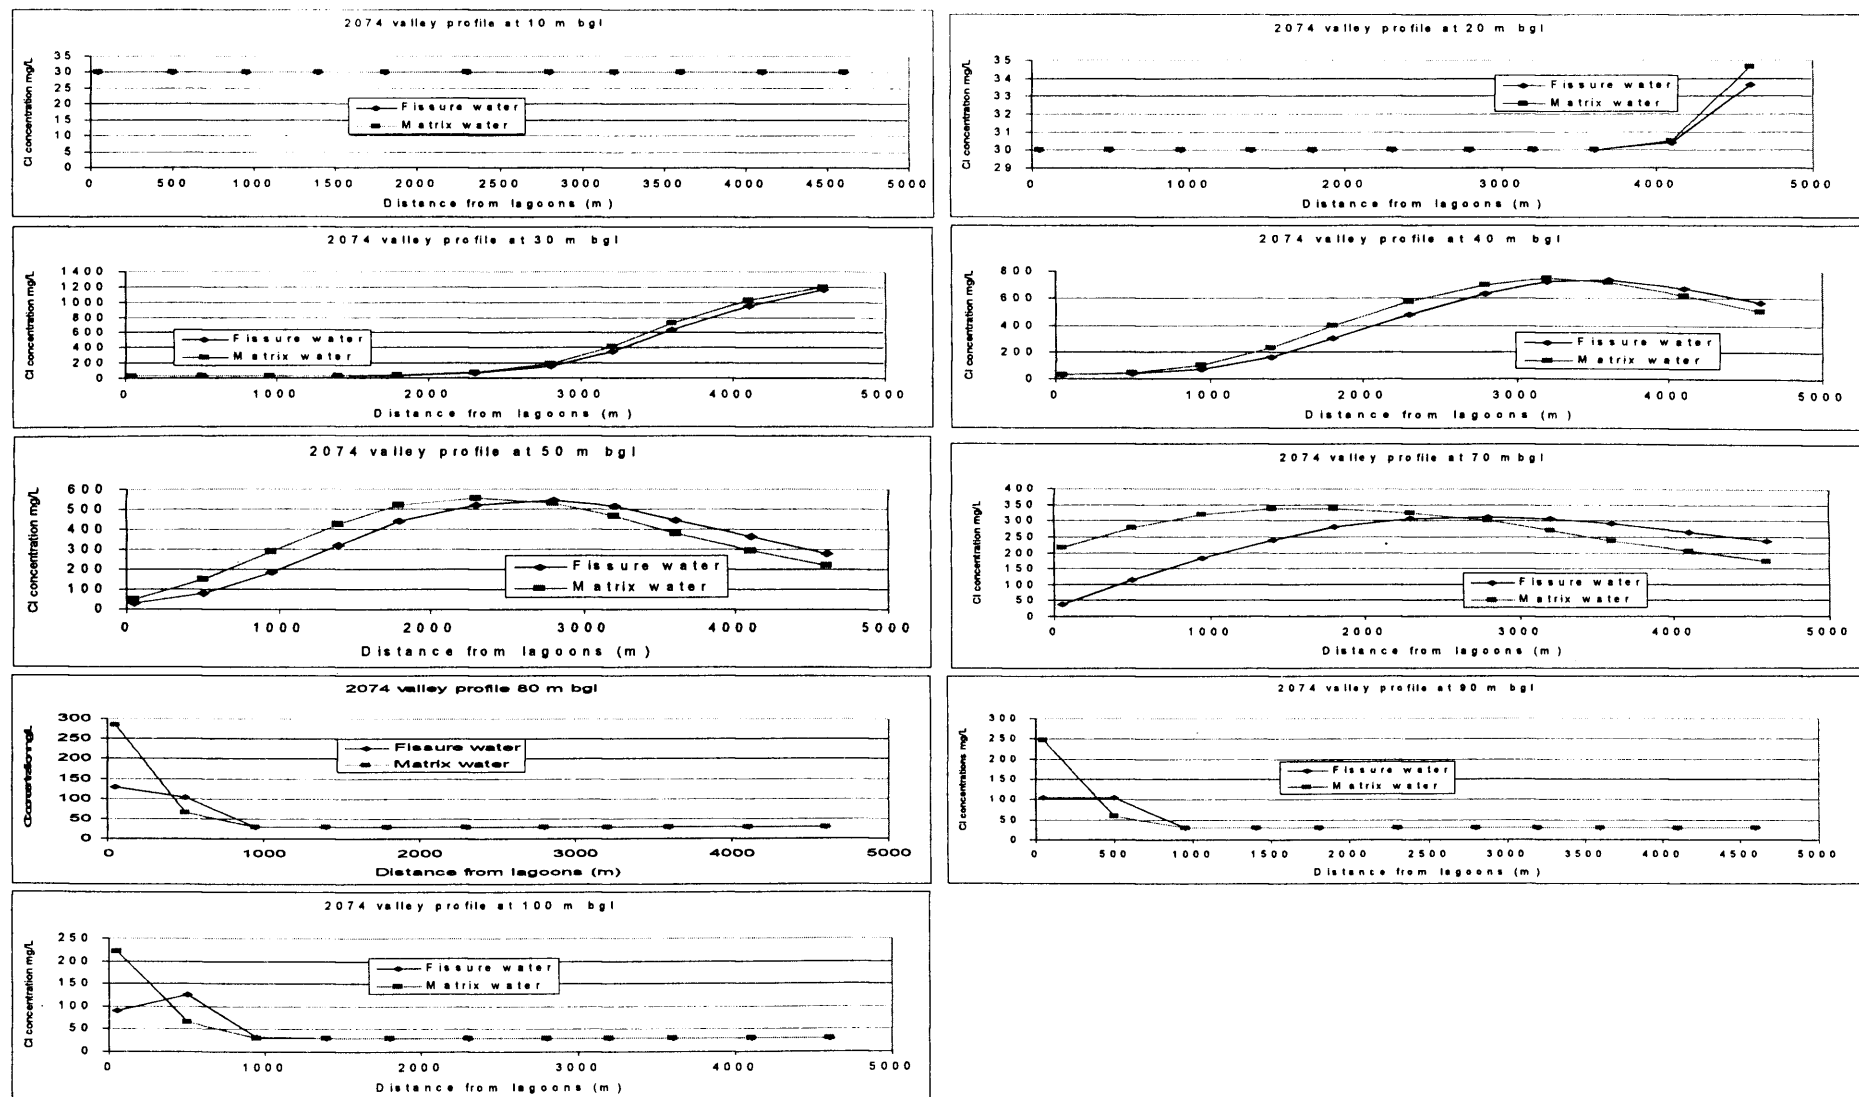 2074 valley profile at 10 m bgl
Cl concentration mg/L
35
30
25
20
15
10
5
0
Fissure water
Matrix water
0 500 1000 1500 2000 2500 3000 3500 4000 4500 5000
Distance from lagoons (m)
2074 valley profile at 20 m bgl
Cl concentration mg/L
35
34
33
32
31
30
29
Fissure water
Matrix water
0 1000 2000 3000 4000 5000
Distance from lagoons (m)
2074 valley profile at 30 m bgl
Cl concentration mg/L
1400
1200
1000
800
600
400
200
0
Fissure water
Matrix water
0 1000 2000 3000 4000 5000
Distance from lagoons (m)
2074 valley profile at 40 m bgl
Cl concentration mg/L
800
600
400
200
0
Fissure water
Matrix water
0 1000 2000 3000 4000 5000
Distance from lagoons (m)
2074 valley profile at 50 m bgl
Cl concentration mg/L
600
500
400
300
200
100
0
Fissure water
Matrix water
0 1000 2000 3000 4000 5000
Distance from lagoons (m)
2074 valley profile at 70 mbgl
Cl concentration mg/L
400
350
300
250
200
150
100
50
0
Fissure water
Matrix water
0 1000 2000 3000 4000 5000
Distance from lagoons (m)
2074 valley profile 80 m bgl
300
250
200
150
100
50
0
Fissure water
Matrix water
0 1000 2000 3000 4000 5000
Distance from lagoons (m)
2074 valley profile at 90 m bgl
Cl concentrations mg/L
300
250
200
150
100
50
0
Fissure water
Matrix water
0 500 1000 1500 2000 2500 3000 3500 4000 4500 5000
Distance from lagoons (m)
2074 valley profile at 100 m bgl
Cl concentration mg/L
250
200
150
100
50
0
Fissure water
Matrix water
0 1000 2000 3000 4000 5000
Distance from lagoons (m)